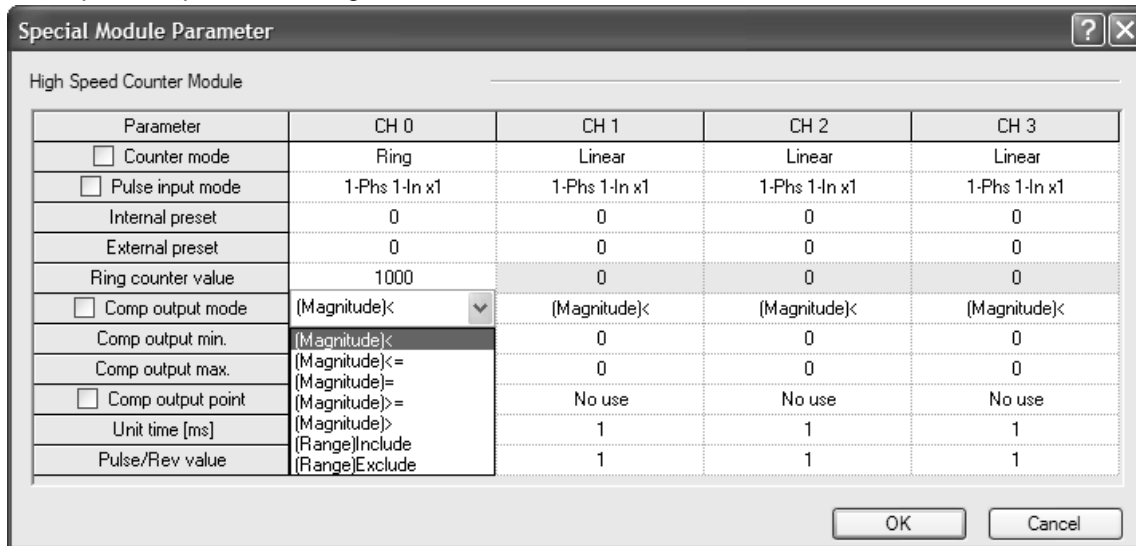 Special Module Parameter
High Speed Counter Module
Parameter CH 0 CH 1 CH 2 CH 3
Counter mode Ring Linear Linear Linear
Pulse input mode 1-Phs 1-In x1 1-Phs 1-In x1 1-Phs 1-In x1 1-Phs 1-In x1
Internal preset 0 0 0 0
External preset 0 0 0 0
Ring counter value 1000 0 0 0
Comp output mode (Magnitude)< (Magnitude)< (Magnitude)< (Magnitude)<
Comp output min. (Magnitude)< 0 0 0
(Magnitude)<=
Comp output max. (Magnitude)= 0 0 0
(Magnitude)>=
Comp output point No use No use No use
Unit time [ms] (Magnitude)> 1 1 1
(Range)Include
Pulse/Rev value (Range)Exclude 1 1 1
OK Cancel